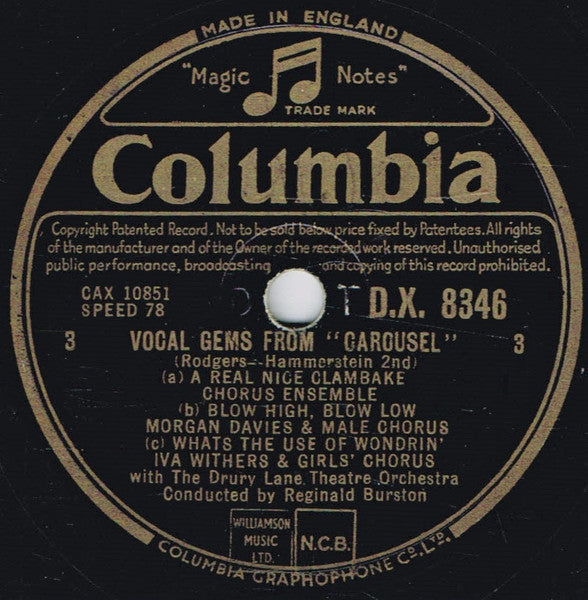 MADE IN ENGLAND
"Magic Notes"
TRADE MARK
Columbia
Copyright Patented Record. Not to be sold below price fixed by Patentees. All rights
of the manufacturer and of the Owner of the recorded work reserved. Unauthorised
public performance, broadcasting and copying of this record prohibited.
CAX 10851
SPEED 78
T
D.X. 8346
3 VOCAL GEMS FROM "CAROUSEL" 3
(Rodgers—Hammerstein 2nd)
(a) A REAL NICE CLAMBAKE
CHORUS ENSEMBLE
(b) BLOW HIGH, BLOW LOW
MORGAN DAVIES & MALE CHORUS
(c) WHATS THE USE OF WONDRIN'
IVA WITHERS & GIRLS' CHORUS
with The Drury Lane Theatre Orchestra
Conducted by Reginald Burston
WILLIAMSON
MUSIC
LTD.
N.C.B.
COLUMBIA GRAPHOPHONE CO. LTD.